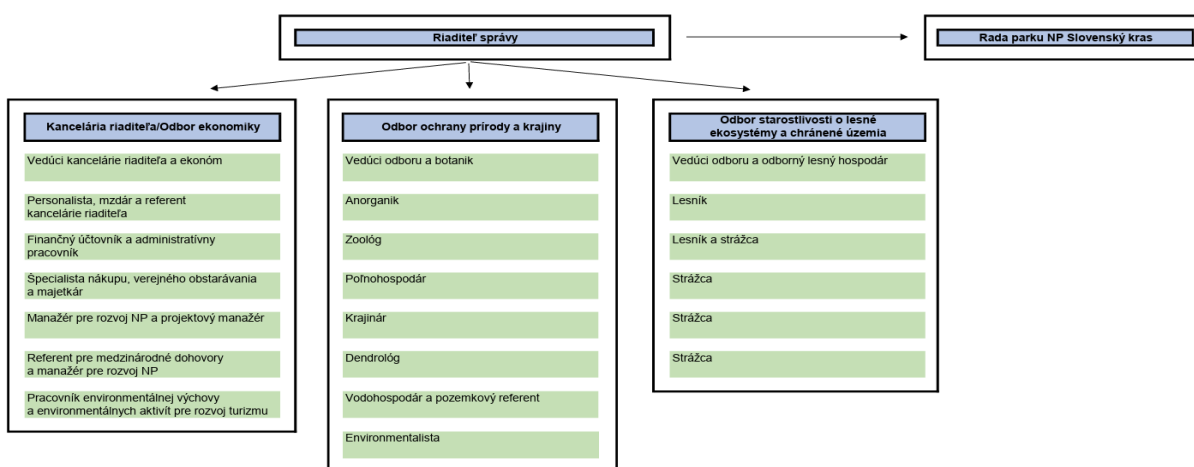 Riaditeľ správy
Rada parku NP Slovenský kras
Kancelária riaditeľa/Odbor ekonomiky
Vedúci kancelárie riaditeľa a ekonóm
Personalista, mzdár a referent
kancelárie riaditeľa
Finančný účtovník a administratívny
pracovník
Špecialista nákupu, verejného obstarávania
a majetkár
Manažér pre rozvoj NP a projektový manažér
Referent pre medzinárodné dohovory
a manažér pre rozvoj NP
Pracovník environmentálnej výchovy
a environmentálnych aktivít pre rozvoj turizmu
Odbor ochrany prírody a krajiny
Vedúci odboru a botanik
Anorganik
Zoológ
Poľnohospodár
Krajinár
Dendrológ
Vodohospodár a pozemkový referent
Environmentalista
Odbor starostlivosti o lesné
ekosystémy a chránené územia
Vedúci odboru a odborný lesný hospodár
Lesník
Lesník a strážca
Strážca
Strážca
Strážca